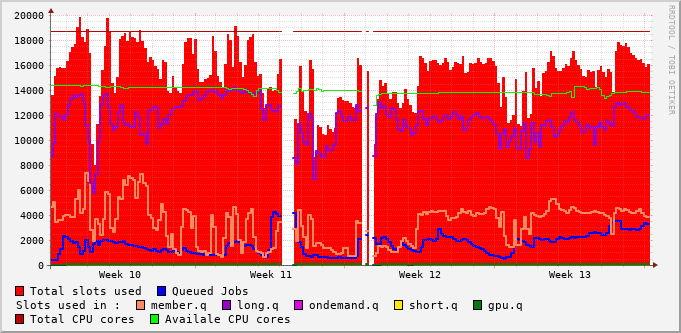 20000
18000
16000
14000
12000
10000
8000
6000
4000
2000
0
Week 10 Week 11 Week 12 Week 13
RRDTOOL / TOBI OETIKER
Total slots used Queued Jobs
Slots used in : member.q long.q ondemand.q short.q gpu.q
Total CPU cores Availale CPU cores